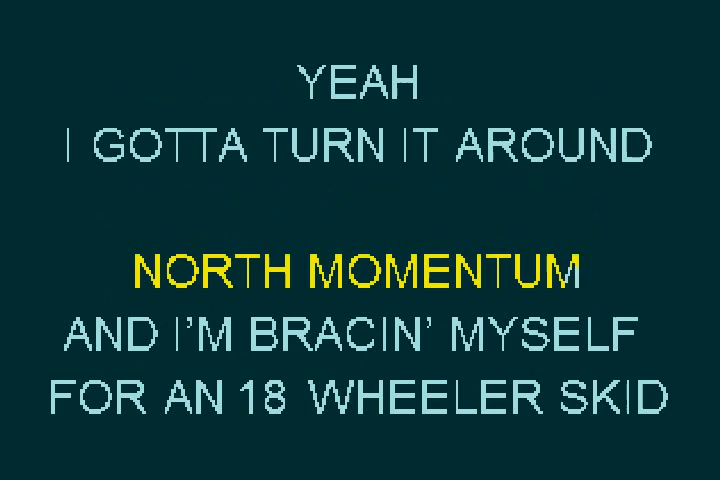 YEAH
I GOTTA TURN IT AROUND
NORTH MOMENTUM
AND I'M BRACIN' MYSELF
FOR AN 18 WHEELER SKID